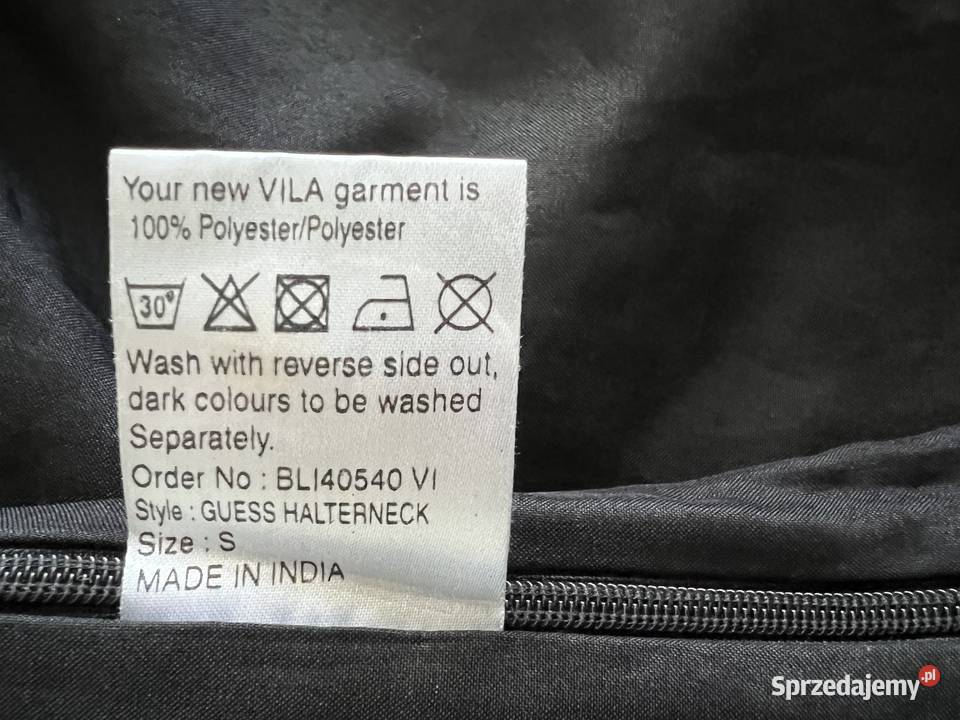 Your new VILA garment is
100% Polyester/Polyester
30°
Wash with reverse side out,
dark colours to be washed
Separately.
Order No : BLI40540 VI
Style : GUESS HALTERNECK
Size : S
MADE IN INDIA
Sprzedajemy.pl